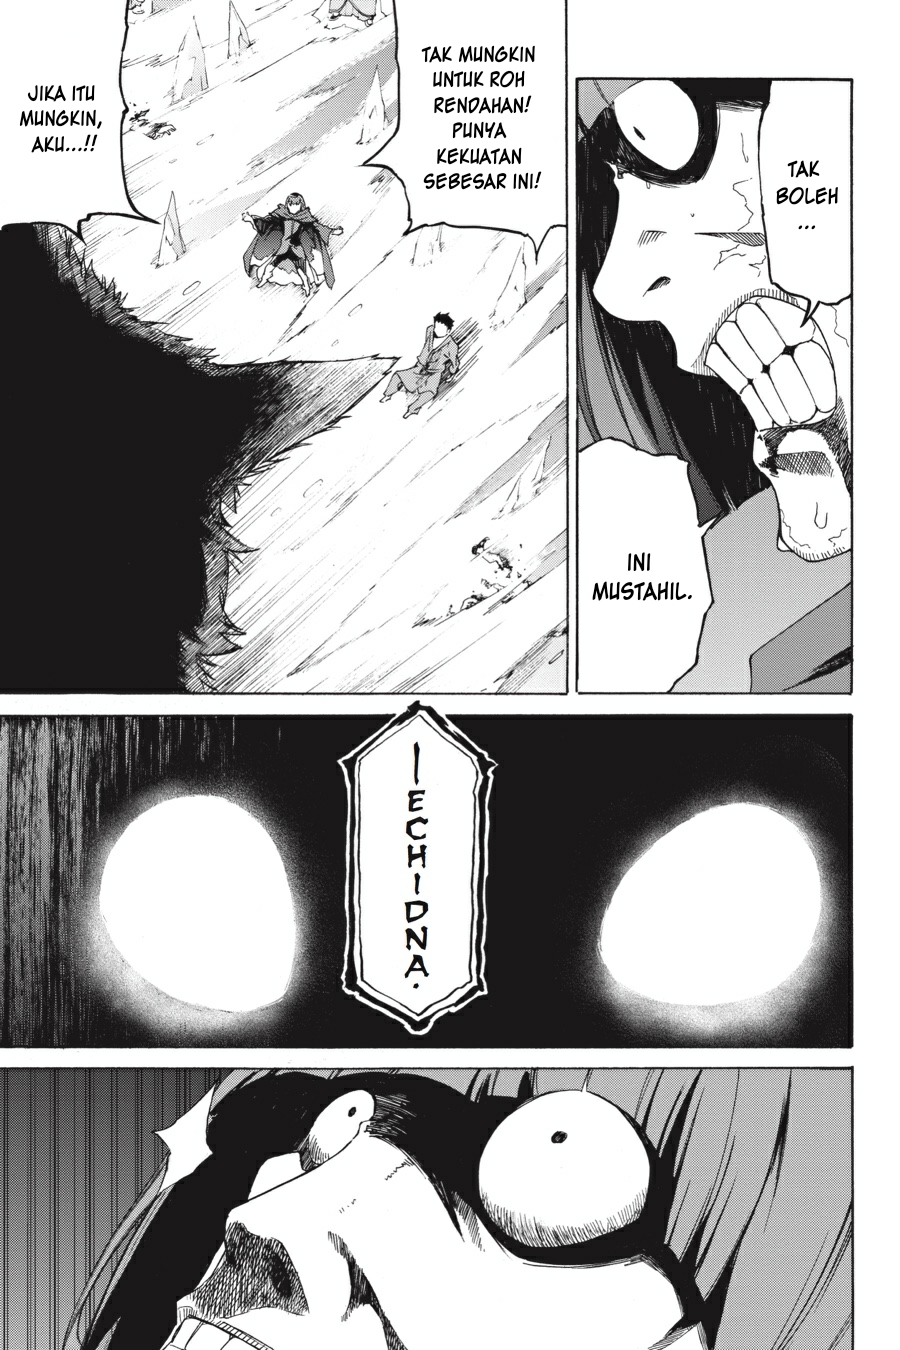 TAK
BOLEH
...
INI
MUSTAHIL.
TAK MUNGKIN
UNTUK ROH
RENDAHAN!
PUNYA
KEKUATAN
SEBESAR INI!
JIKA ITU
MUNGKIN,
AKU...!!
—ECHIDNA.